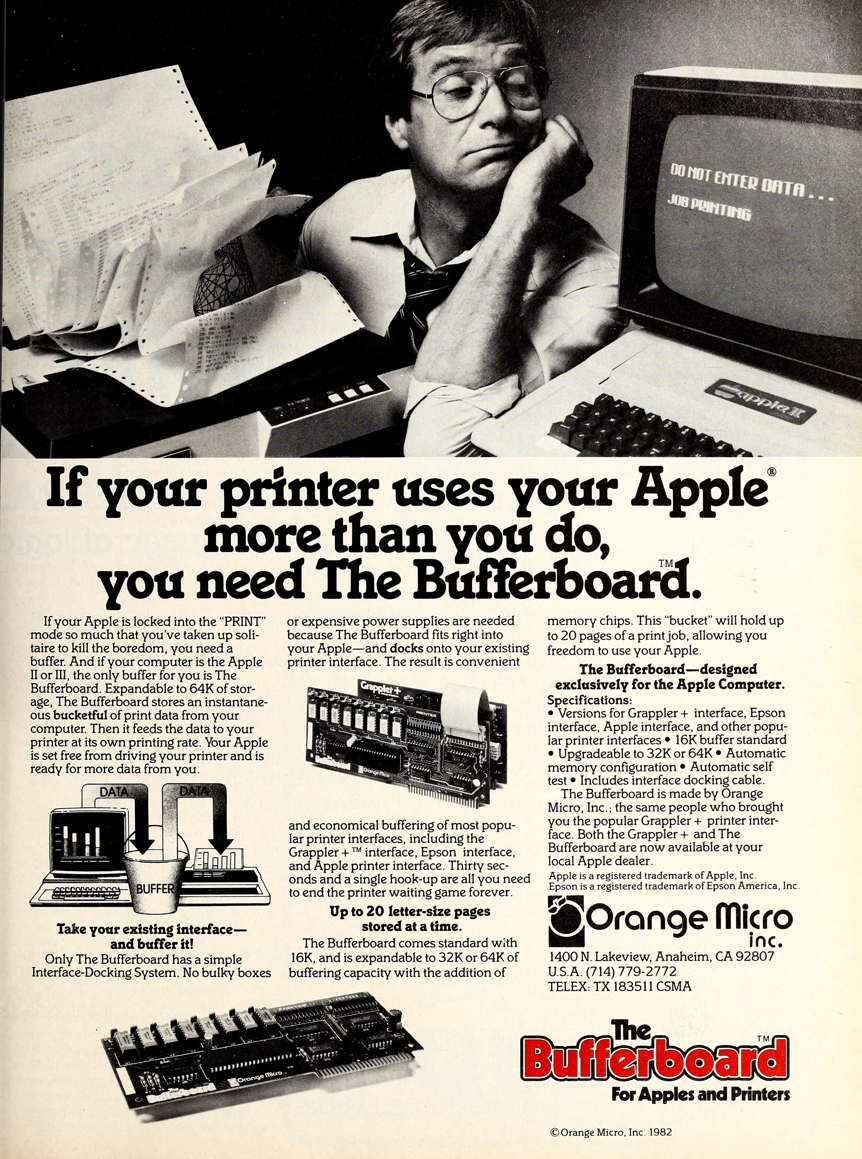 DO NOT ENTER DATA . . .
JOB PRINTING
apple II
If your printer uses your Apple®
more than you do,
you need The Bufferboard.™
If your Apple is locked into the "PRINT"
mode so much that you've taken up soli-
taire to kill the boredom, you need a
buffer. And if your computer is the Apple
II or III, the only buffer for you is The
Bufferboard. Expandable to 64K of stor-
age, The Bufferboard stores an instantane-
ous bucketful of print data from your
computer. Then it feeds the data to your
printer at its own printing rate. Your Apple
is set free from driving your printer and is
ready for more data from you.
DATA DATA
BUFFER
Take your existing interface—
and buffer it!
Only The Bufferboard has a simple
Interface-Docking System. No bulky boxes
or expensive power supplies are needed
because The Bufferboard fits right into
your Apple—and docks onto your existing
printer interface. The result is convenient
Grappler+
Orange Micro
and economical buffering of most popu-
lar printer interfaces, including the
Grappler+™ interface, Epson interface,
and Apple printer interface. Thirty sec-
onds and a single hook-up are all you need
to end the printer waiting game forever.
Up to 20 letter-size pages
stored at a time.
The Bufferboard comes standard with
16K, and is expandable to 32K or 64K of
buffering capacity with the addition of
memory chips. This "bucket" will hold up
to 20 pages of a print job, allowing you
freedom to use your Apple.
The Bufferboard—designed
exclusively for the Apple Computer.
Specifications:
• Versions for Grappler+ interface, Epson
interface, Apple interface, and other popu-
lar printer interfaces • 16K buffer standard
• Upgradeable to 32K or 64K • Automatic
memory configuration • Automatic self
test • Includes interface docking cable.
The Bufferboard is made by Orange
Micro, Inc.; the same people who brought
you the popular Grappler+ printer inter-
face. Both the Grappler+ and The
Bufferboard are now available at your
local Apple dealer.
Apple is a registered trademark of Apple, Inc.
Epson is a registered trademark of Epson America, Inc.
Orange Micro
inc.
1400 N. Lakeview, Anaheim, CA 92807
U.S.A. (714) 779-2772
TELEX: TX 183511 CSMA
Orange Micro
The
Bufferboard™
For Apples and Printers
© Orange Micro, Inc. 1982